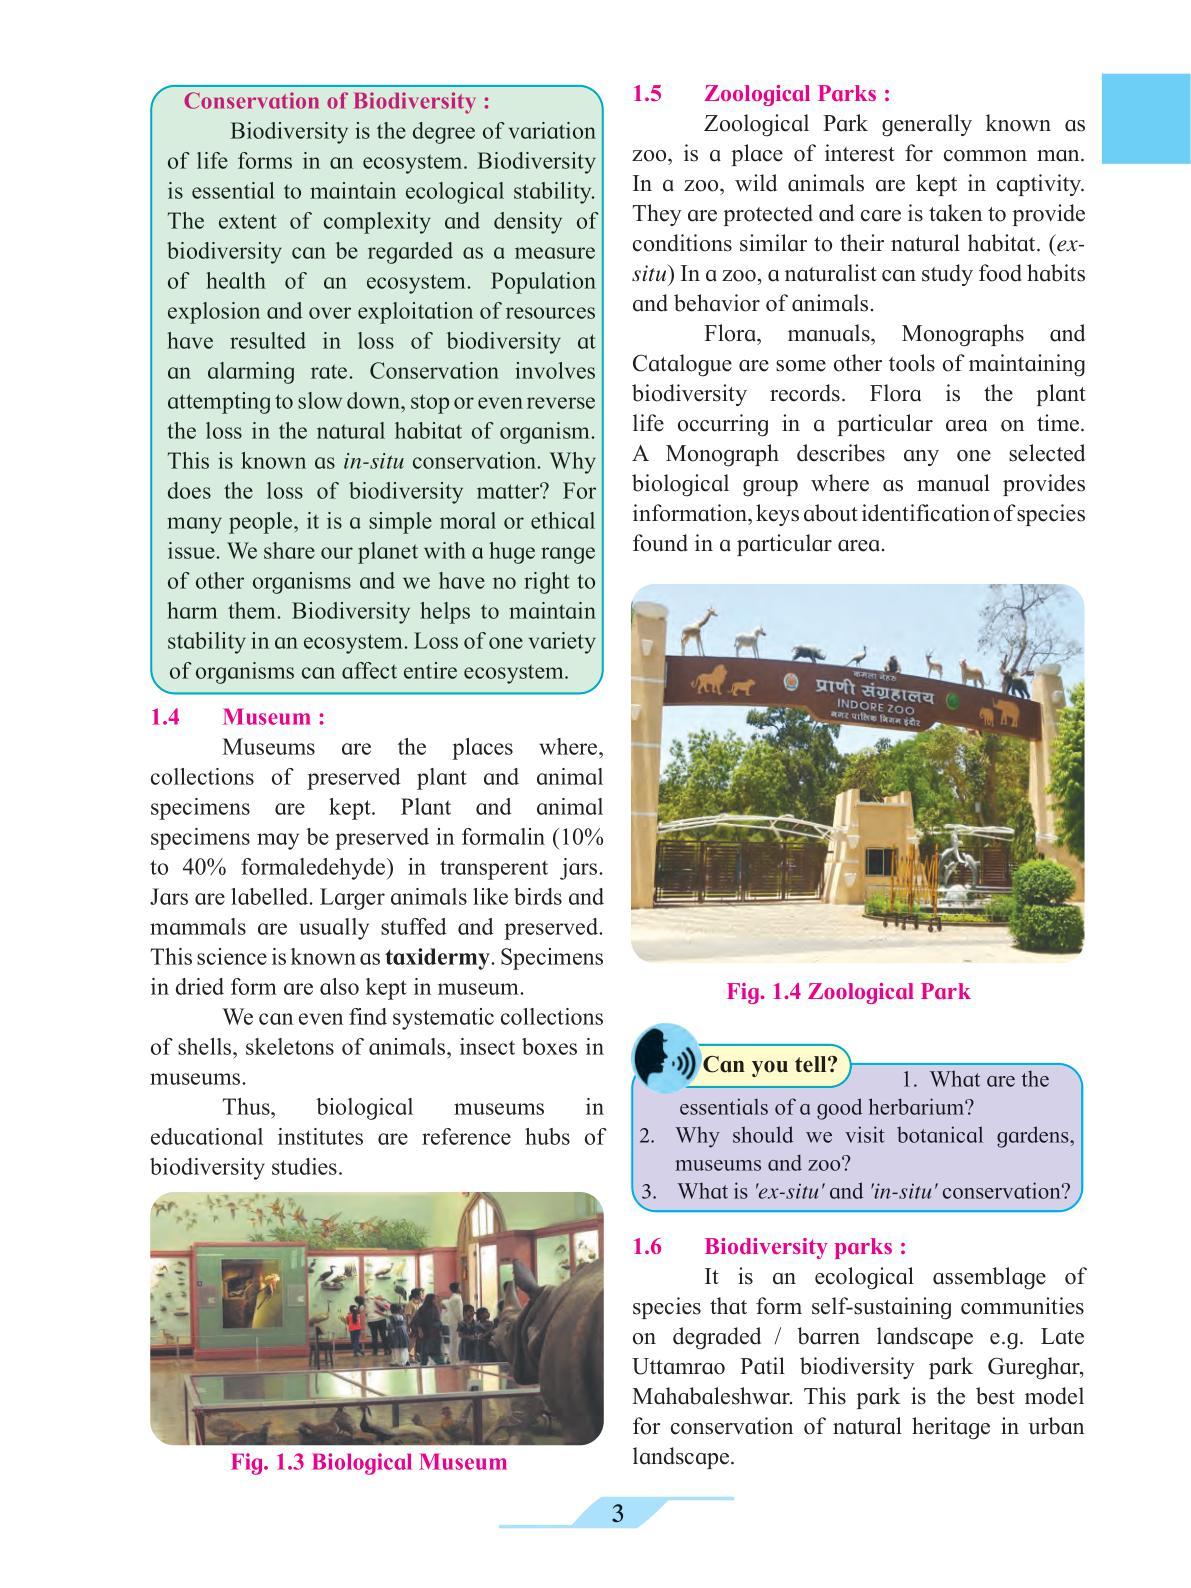 Conservation of Biodiversity :
Biodiversity is the degree of variation
of life forms in an ecosystem. Biodiversity
is essential to maintain ecological stability.
The extent of complexity and density of
biodiversity can be regarded as a measure
of health of an ecosystem. Population
explosion and over exploitation of resources
have resulted in loss of biodiversity at
an alarming rate. Conservation involves
attempting to slow down, stop or even reverse
the loss in the natural habitat of organism.
This is known as in-situ conservation. Why
does the loss of biodiversity matter? For
many people, it is a simple moral or ethical
issue. We share our planet with a huge range
of other organisms and we have no right to
harm them. Biodiversity helps to maintain
stability in an ecosystem. Loss of one variety
of organisms can affect entire ecosystem.
1.4 Museum :
Museums are the places where,
collections of preserved plant and animal
specimens are kept. Plant and animal
specimens may be preserved in formalin (10%
to 40% formaledehyde) in transperent jars.
Jars are labelled. Larger animals like birds and
mammals are usually stuffed and preserved.
This science is known as taxidermy. Specimens
in dried form are also kept in museum.
We can even find systematic collections
of shells, skeletons of animals, insect boxes in
museums.
Thus, biological museums in
educational institutes are reference hubs of
biodiversity studies.
Fig. 1.3 Biological Museum
1.5 Zoological Parks :
Zoological Park generally known as
zoo, is a place of interest for common man.
In a zoo, wild animals are kept in captivity.
They are protected and care is taken to provide
conditions similar to their natural habitat. (ex-
situ) In a zoo, a naturalist can study food habits
and behavior of animals.
Flora, manuals, Monographs and
Catalogue are some other tools of maintaining
biodiversity records. Flora is the plant
life occurring in a particular area on time.
A Monograph describes any one selected
biological group where as manual provides
information, keys about identification of species
found in a particular area.
कमला नेहरु
प्राणी संग्रहालय
INDORE ZOO
नगर पालिक निगम इंदौर
Fig. 1.4 Zoological Park
Can you tell?
1. What are the
essentials of a good herbarium?
2. Why should we visit botanical gardens,
museums and zoo?
3. What is 'ex-situ' and 'in-situ' conservation?
1.6 Biodiversity parks :
It is an ecological assemblage of
species that form self-sustaining communities
on degraded / barren landscape e.g. Late
Uttamrao Patil biodiversity park Gureghar,
Mahabaleshwar. This park is the best model
for conservation of natural heritage in urban
landscape.
3